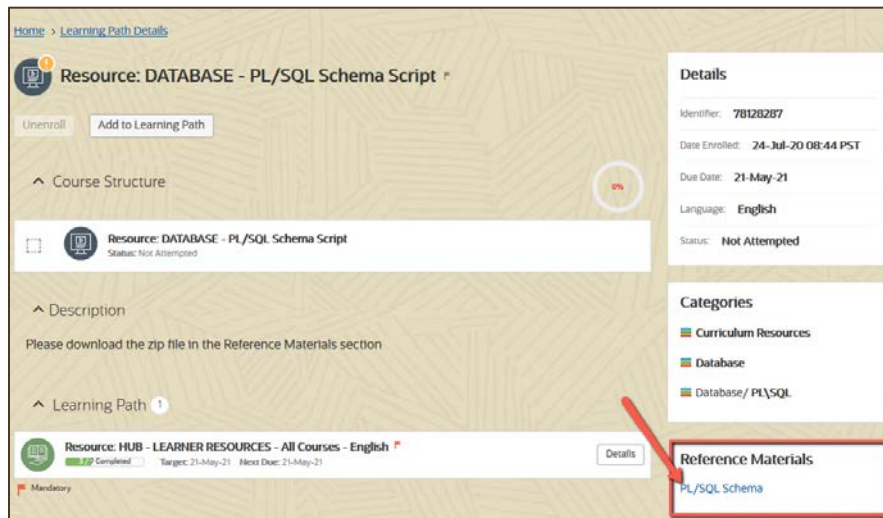 Home > Learning Path Details
Resource: DATABASE - PL/SQL Schema Script
Unenroll
Add to Learning Path
Course Structure
0%
Resource: DATABASE - PL/SQL Schema Script
Status: Not Attempted
Description
Please download the zip file in the Reference Materials section
Learning Path 1
Resource: HUB - LEARNER RESOURCES - All Courses - English
Completed Target: 21-May-21 Next Due: 21-May-21
Details
Mandatory
Details
Identifier: 78128287
Date Enrolled: 24-Jul-20 08:44 PST
Due Date: 21-May-21
Language: English
Status: Not Attempted
Categories
Curriculum Resources
Database
Database/ PL\SQL
Reference Materials
PL/SQL Schema